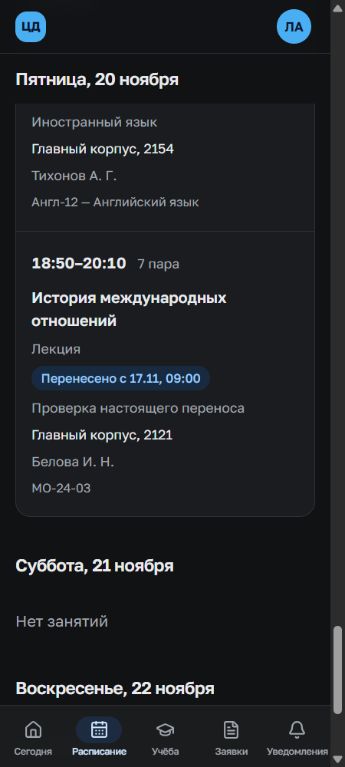 ЦД
ЛА
Пятница, 20 ноября
Иностранный язык
Главный корпус, 2154
Тихонов А. Г.
Англ-12 — Английский язык
18:50–20:10 7 пара
История международных
отношений
Лекция
Перенесено с 17.11, 09:00
Проверка настоящего переноса
Главный корпус, 2121
Белова И. Н.
МО-24-03
Суббота, 21 ноября
Нет занятий
Воскресенье, 22 ноября
Сегодня Расписание Учёба Заявки Уведомления